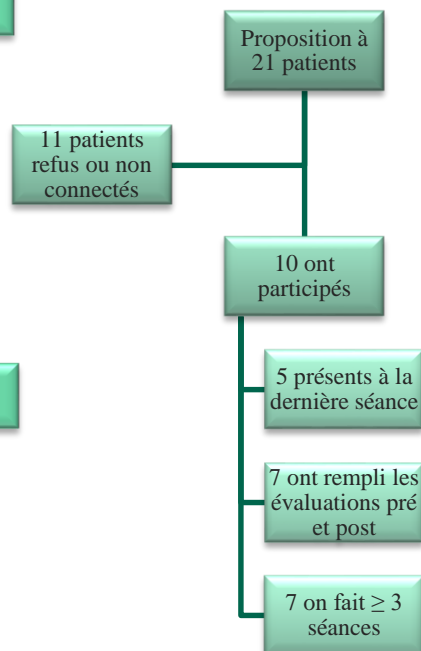 Proposition à
21 patients
11 patients
refus ou non
connectés
10 ont
participés
5 présents à la
dernière séance
7 ont rempli les
évaluations pré
et post
7 on fait ≥ 3
séances